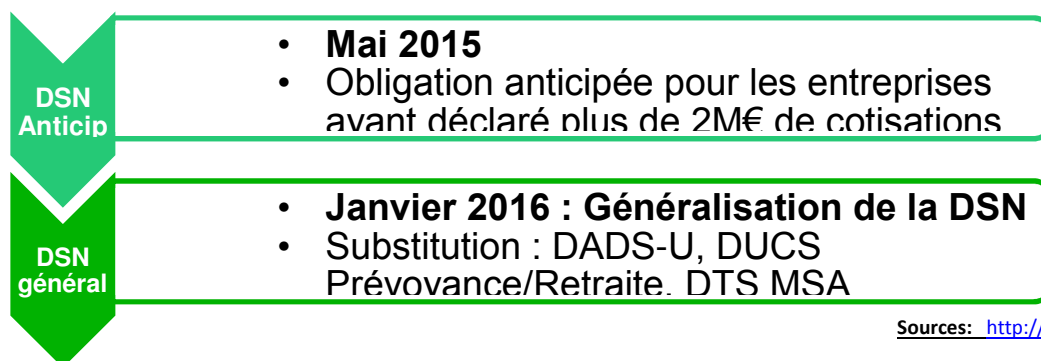 DSN
Anticip
• Mai 2015
• Obligation anticipée pour les entreprises
ayant déclaré plus de 2M€ de cotisations
DSN
général
• Janvier 2016 : Généralisation de la DSN
• Substitution : DADS-U, DUCS
Prévoyance/Retraite, DTS MSA
Sources: http://